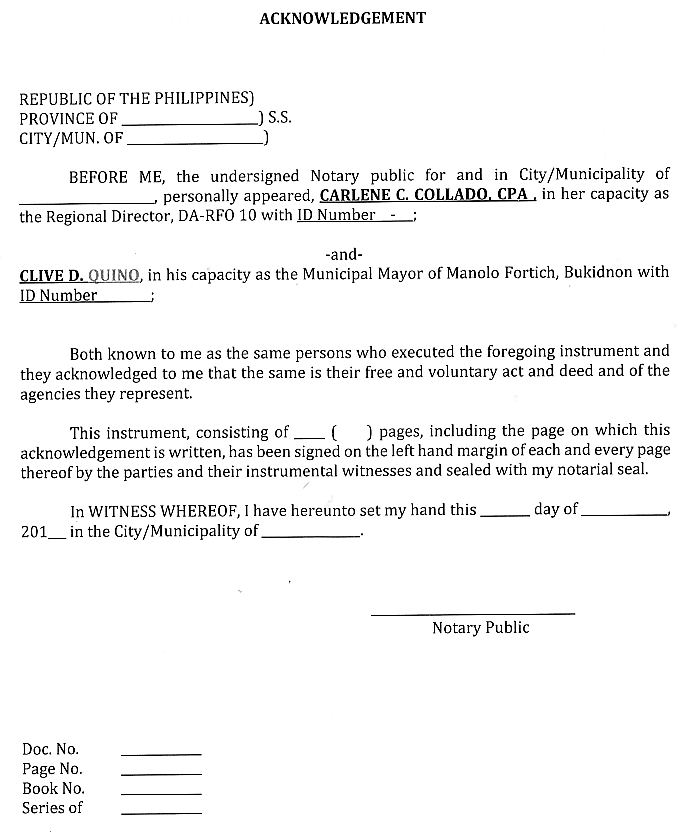 ACKNOWLEDGEMENT
REPUBLIC OF THE PHILIPPINES)
PROVINCE OF ________________) S.S.
CITY/MUN. OF ________________)
BEFORE ME, the undersigned Notary public for and in City/Municipality of
________________, personally appeared, CARLENE C. COLLADO, CPA , in her capacity as
the Regional Director, DA-RFO 10 with ID Number - ;
-and-
CLIVE D. QUINO, in his capacity as the Municipal Mayor of Manolo Fortich, Bukidnon with
ID Number______;
Both known to me as the same persons who executed the foregoing instrument and
they acknowledged to me that the same is their free and voluntary act and deed and of the
agencies they represent.
This instrument, consisting of ____ ( ) pages, including the page on which this
acknowledgement is written, has been signed on the left hand margin of each and every page
thereof by the parties and their instrumental witnesses and sealed with my notarial seal.
In WITNESS WHEREOF, I have hereunto set my hand this ______ day of __________,
201__ in the City/Municipality of ____________.
Notary Public
Doc. No. __________
Page No. __________
Book No. __________
Series of __________